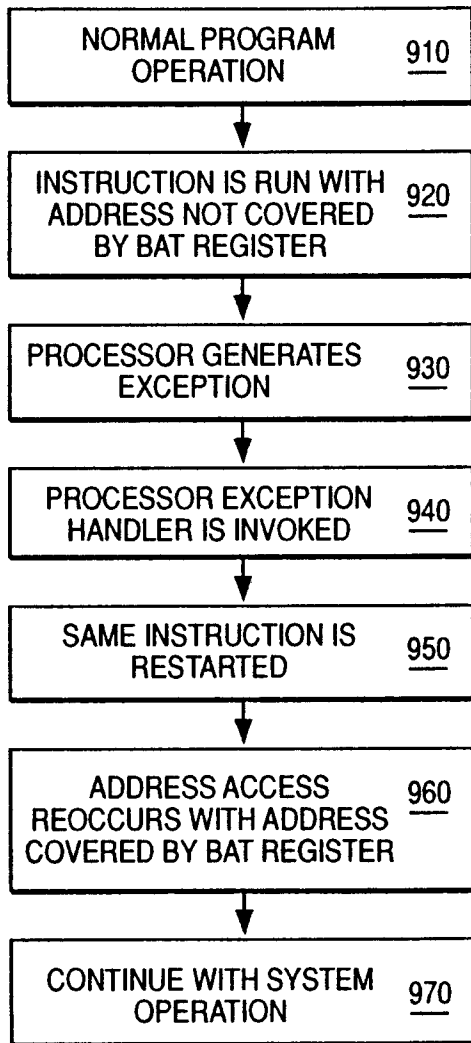 NORMAL PROGRAM
OPERATION
910
INSTRUCTION IS RUN WITH
ADDRESS NOT COVERED
BY BAT REGISTER
920
PROCESSOR GENERATES
EXCEPTION
930
PROCESSOR EXCEPTION
HANDLER IS INVOKED
940
SAME INSTRUCTION IS
RESTARTED
950
ADDRESS ACCESS
REOCCURS WITH ADDRESS
COVERED BY BAT REGISTER
960
CONTINUE WITH SYSTEM
OPERATION
970